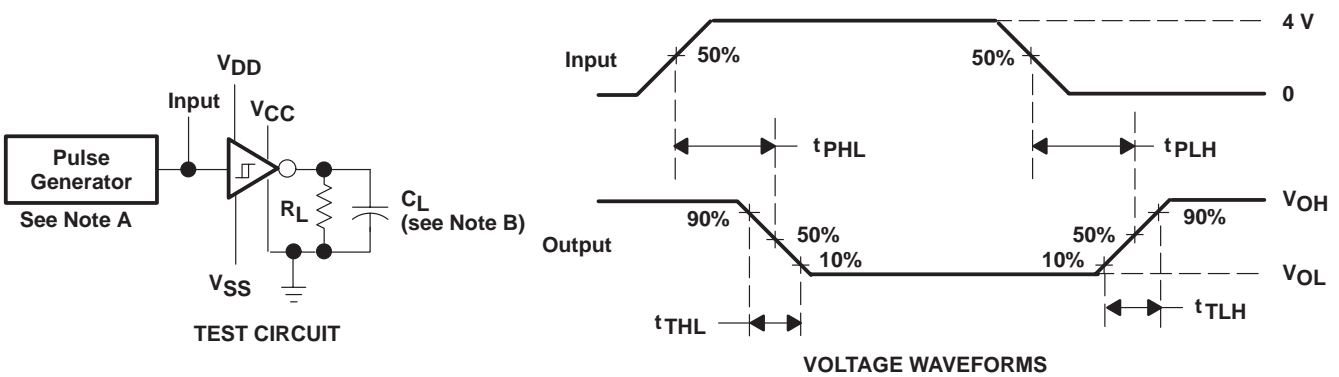 VDD
Input
VCC
Pulse
Generator
See Note A
RL
CL
(see Note B)
VSS
TEST CIRCUIT
4 V
Input
50%
50%
0
tPHL
tPLH
VOH
90%
90%
50%
50%
Output
10%
10%
VOL
tTHL
tTLH
VOLTAGE WAVEFORMS